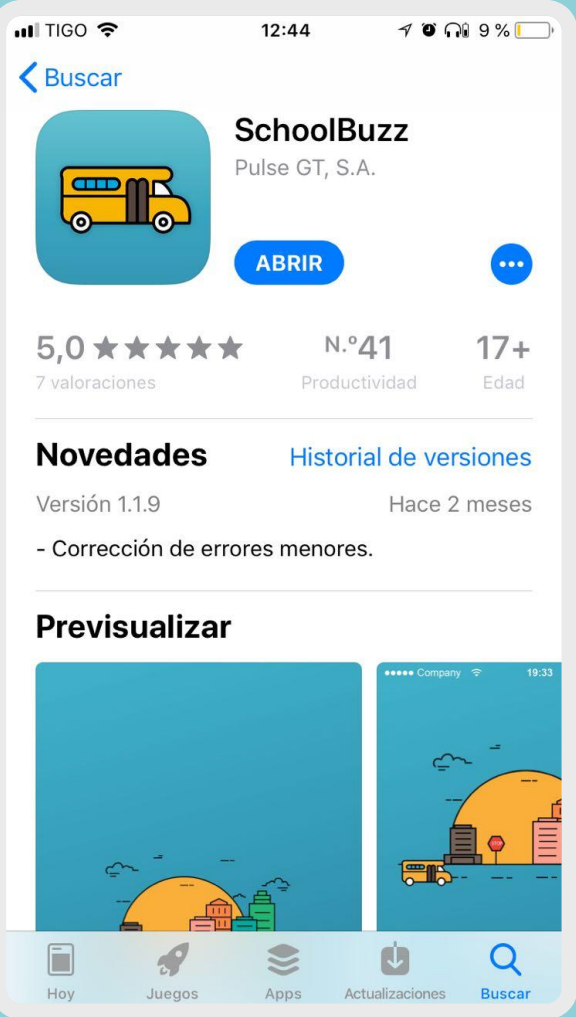 TIGO 12:44 9 %
Buscar
SchoolBuzz
Pulse GT, S.A.
ABRIR
5,0 N.º41 17+
7 valoraciones Productividad Edad
Novedades Historial de versiones
Versión 1.1.9 Hace 2 meses
- Corrección de errores menores.
Previsualizar
Company 19:33
STOP
Hoy Juegos Apps Actualizaciones Buscar